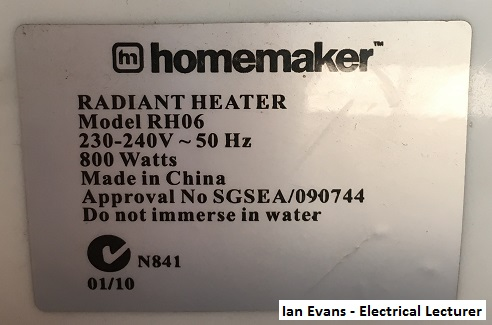 hm homemaker™
RADIANT HEATER
Model RH06
230-240V ~ 50 Hz
800 Watts
Made in China
Approval No SGSEA/090744
Do not immerse in water
N841
01/10
Ian Evans - Electrical Lecturer